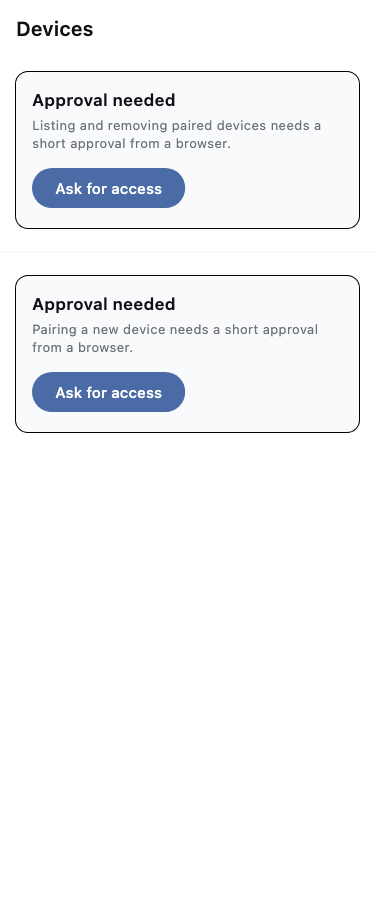 Devices
Approval needed
Listing and removing paired devices needs a
short approval from a browser.
Ask for access
Approval needed
Pairing a new device needs a short approval
from a browser.
Ask for access